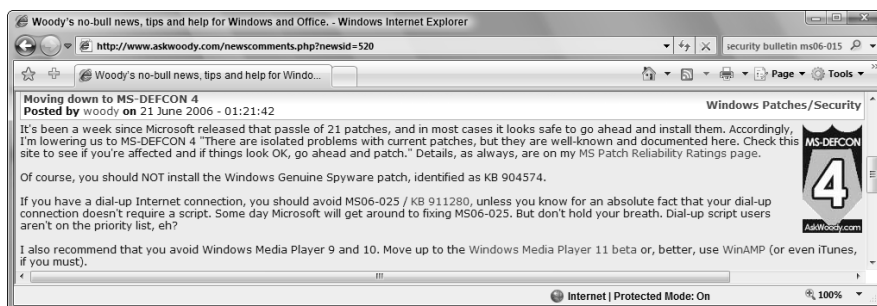 Woody's no-bull news, tips and help for Windows and Office. - Windows Internet Explorer
http://www.askwoody.com/newscomments.php?newsid=520
security bulletin ms06-015
Woody's no-bull news, tips and help for Windo...
Page
Tools
Moving down to MS-DEFCON 4
Posted by woody on 21 June 2006 - 01:21:42
Windows Patches/Security
It's been a week since Microsoft released that passle of 21 patches, and in most cases it looks safe to go ahead and install them. Accordingly,
I'm lowering us to MS-DEFCON 4 "There are isolated problems with current patches, but they are well-known and documented here. Check this
site to see if you're affected and if things look OK, go ahead and patch." Details, as always, are on my MS Patch Reliability Ratings page.
MS-DEFCON
4
AskWoody.com
Of course, you should NOT install the Windows Genuine Spyware patch, identified as KB 904574.
If you have a dial-up Internet connection, you should avoid MS06-025 / KB 911280, unless you know for an absolute fact that your dial-up
connection doesn't require a script. Some day Microsoft will get around to fixing MS06-025. But don't hold your breath. Dial-up script users
aren't on the priority list, eh?
I also recommend that you avoid Windows Media Player 9 and 10. Move up to the Windows Media Player 11 beta or, better, use WinAMP (or even iTunes,
if you must).
Internet | Protected Mode: On
100%